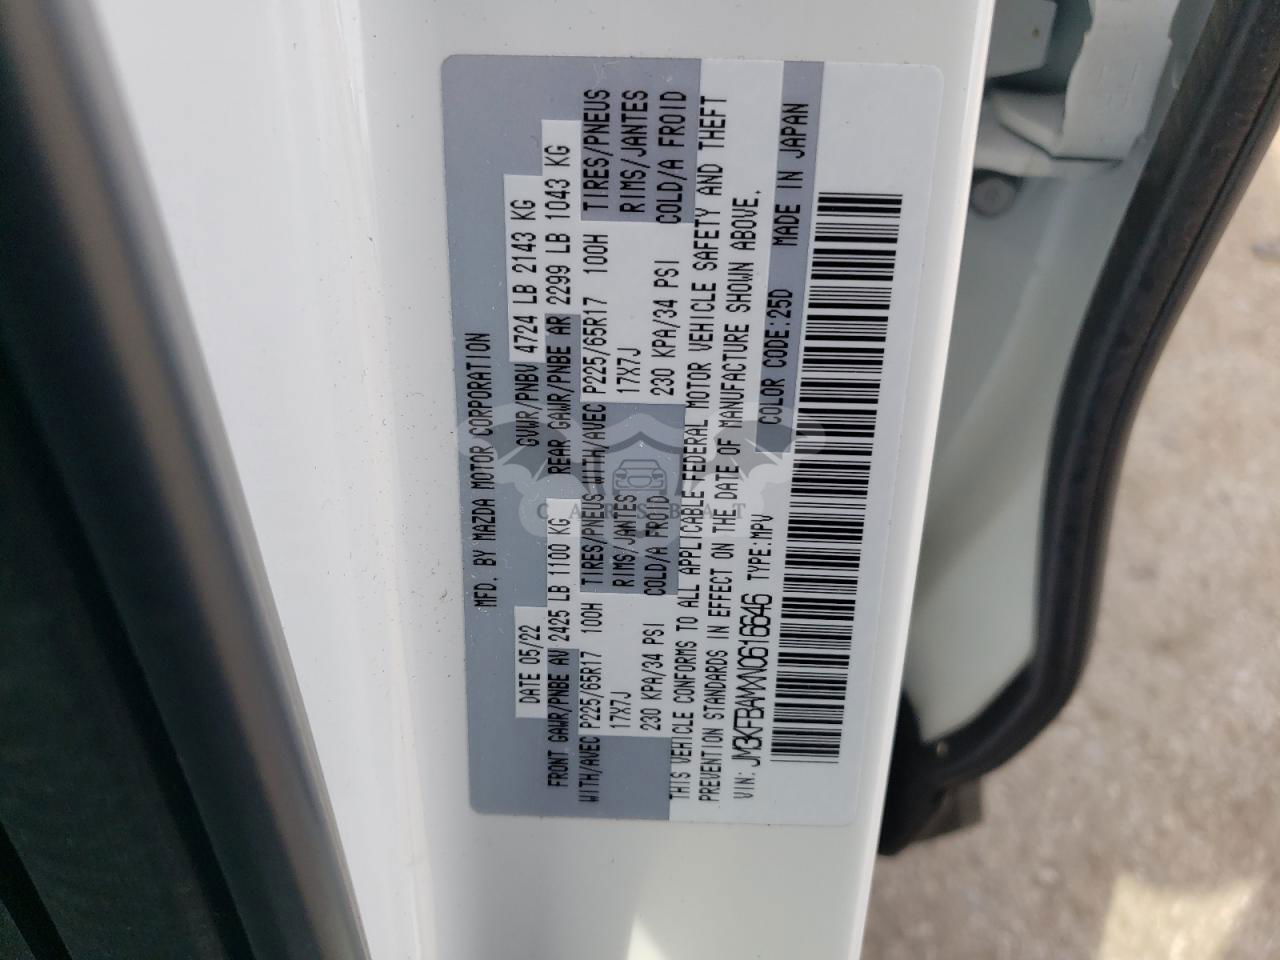 MFD. BY MAZDA MOTOR CORPORATION
DATE 05/22 GVWR/PNBV 4724 LB 2143 KG
FRONT GAWR/PNBE AV 2425 LB 1100 KG REAR GAWR/PNBE AR 2299 LB 1043 KG
WITH/AVEC P225/65R17 100H TIRES/PNEUS WITH/AVEC P225/65R17 100H TIRES/PNEUS
17X7J RIMS/JANTES 17X7J RIMS/JANTES
230 KPA/34 PSI COLD/A FROID 230 KPA/34 PSI COLD/A FROID
THIS VEHICLE CONFORMS TO ALL APPLICABLE FEDERAL MOTOR VEHICLE SAFETY AND THEFT
PREVENTION STANDARDS IN EFFECT ON THE DATE OF MANUFACTURE SHOWN ABOVE.
VIN: JM3KFBAMXN0616646 TYPE:MPV COLOR CODE:25D MADE IN JAPAN
CARSBAT